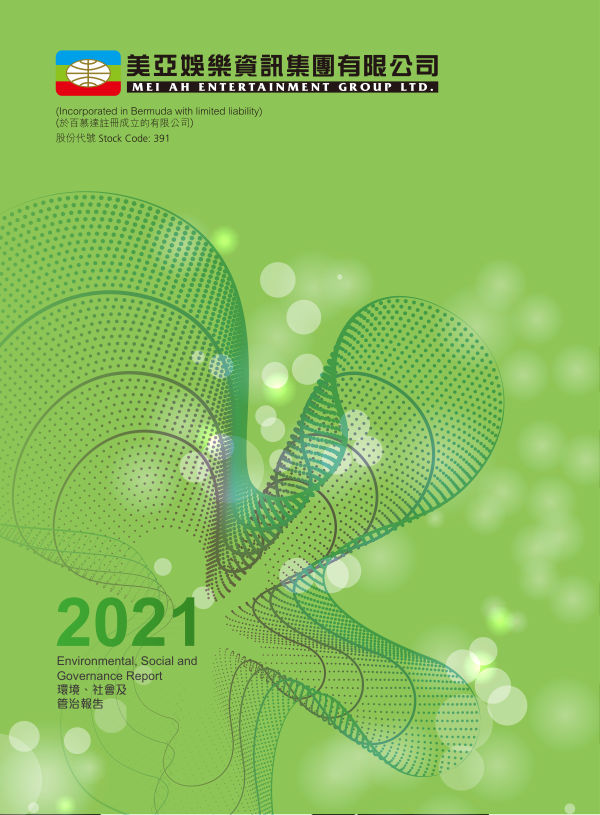 美亞娛樂資訊集團有限公司
MEI AH ENTERTAINMENT GROUP LTD.
(Incorporated in Bermuda with limited liability)
(於百慕達註冊成立的有限公司)
股份代號 Stock Code: 391
2021
Environmental, Social and
Governance Report
環境、社會及
管治報告